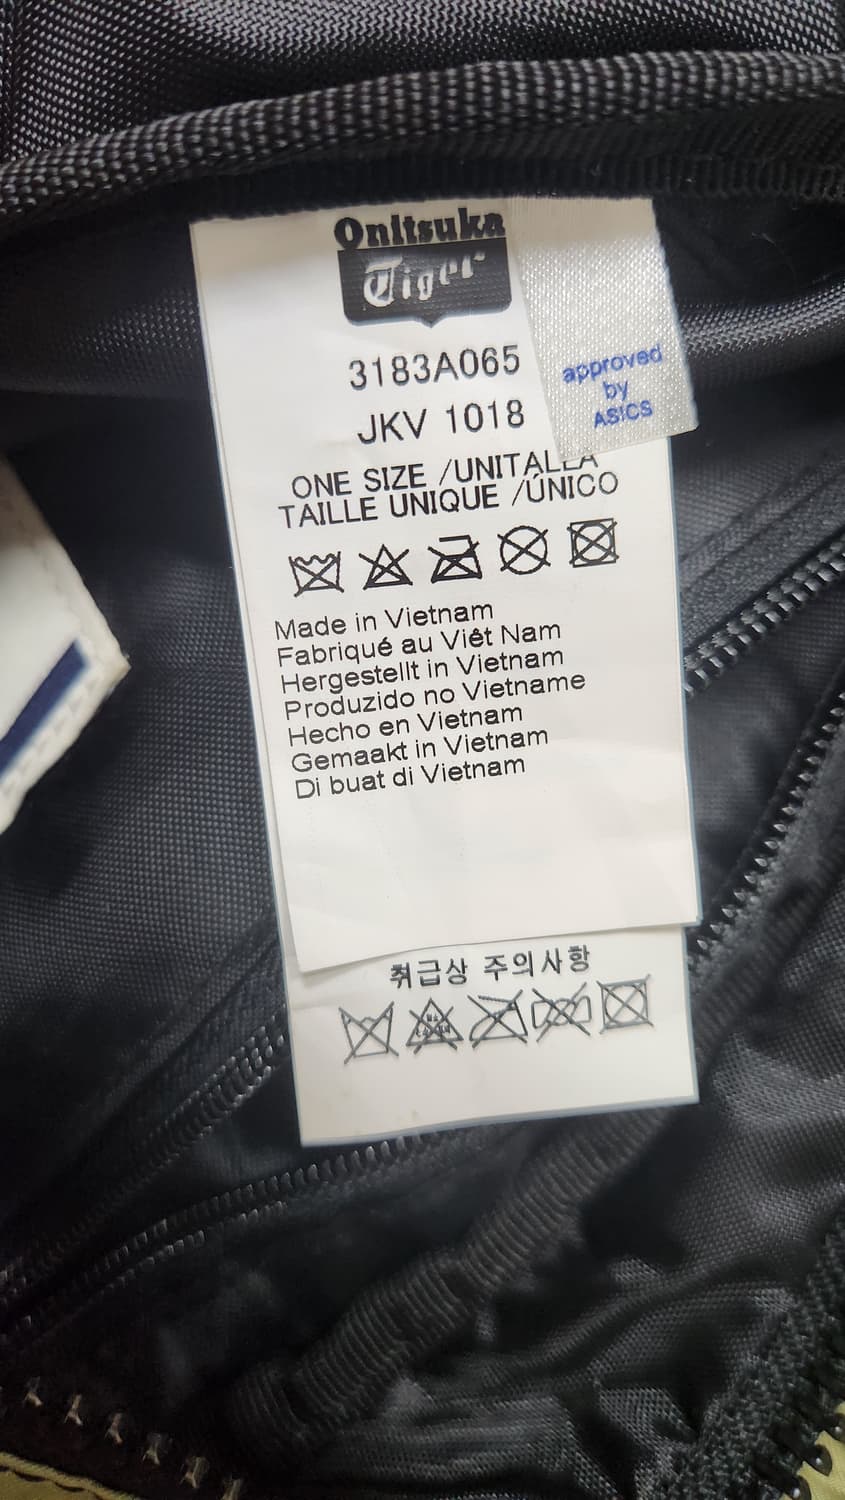 Onitsuka
Tiger
3183A065
JKV 1018
approved
by
ASICS
ONE SIZE /UNITALLA
TAILLE UNIQUE /ÚNICO
Made in Vietnam
Fabriqué au Viêt Nam
Hergestellt in Vietnam
Produzido no Vietname
Hecho en Vietnam
Gemaakt in Vietnam
Di buat di Vietnam
취급상 주의사항